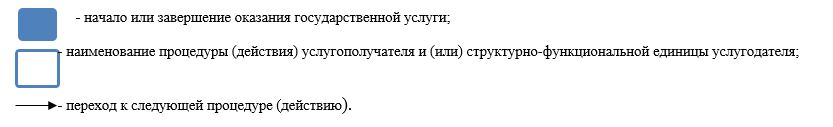 - начало или завершение оказания государственной услуги;
- наименование процедуры (действия) услугополучателя и (или) структурно-функциональной единицы услугодателя;
- переход к следующей процедуре (действию).